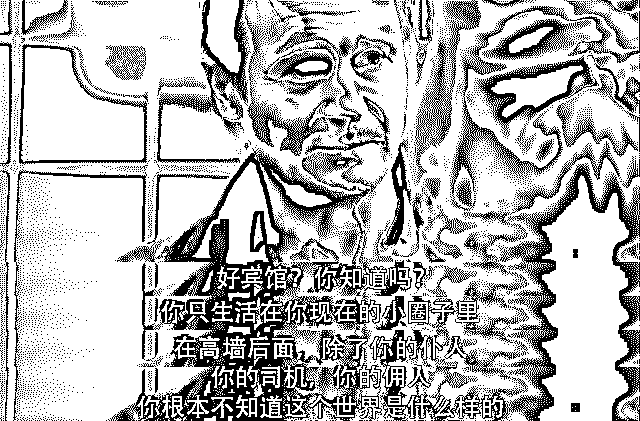 好宾馆？你知道吗？
你只生活在你现在的小圈子里
在高墙后面，除了你的仆人
你的司机，你的佣人
你根本不知道这个世界是什么样的